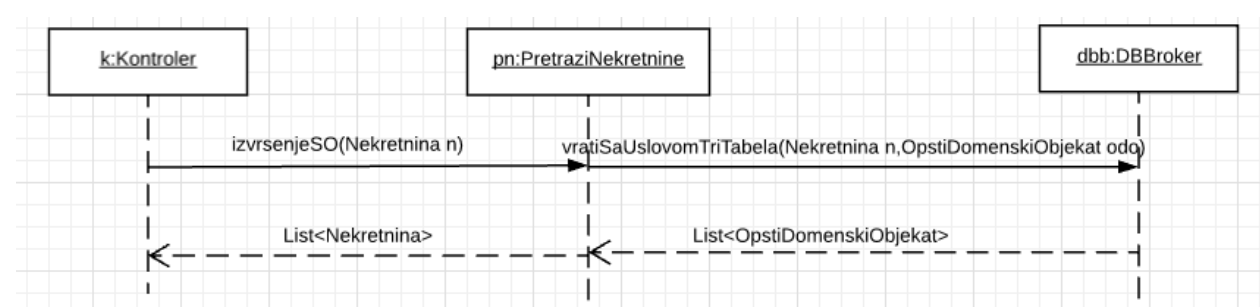 k:Kontroler
pn:PretraziNekretnine
dbb:DBBroker
izvrsenjeSO(Nekretnina n)
vratiSaUslovomTriTabela(Nekretnina n,OpstiDomenskiObjekat odo)
List<Nekretnina>
List<OpstiDomenskiObjekat>